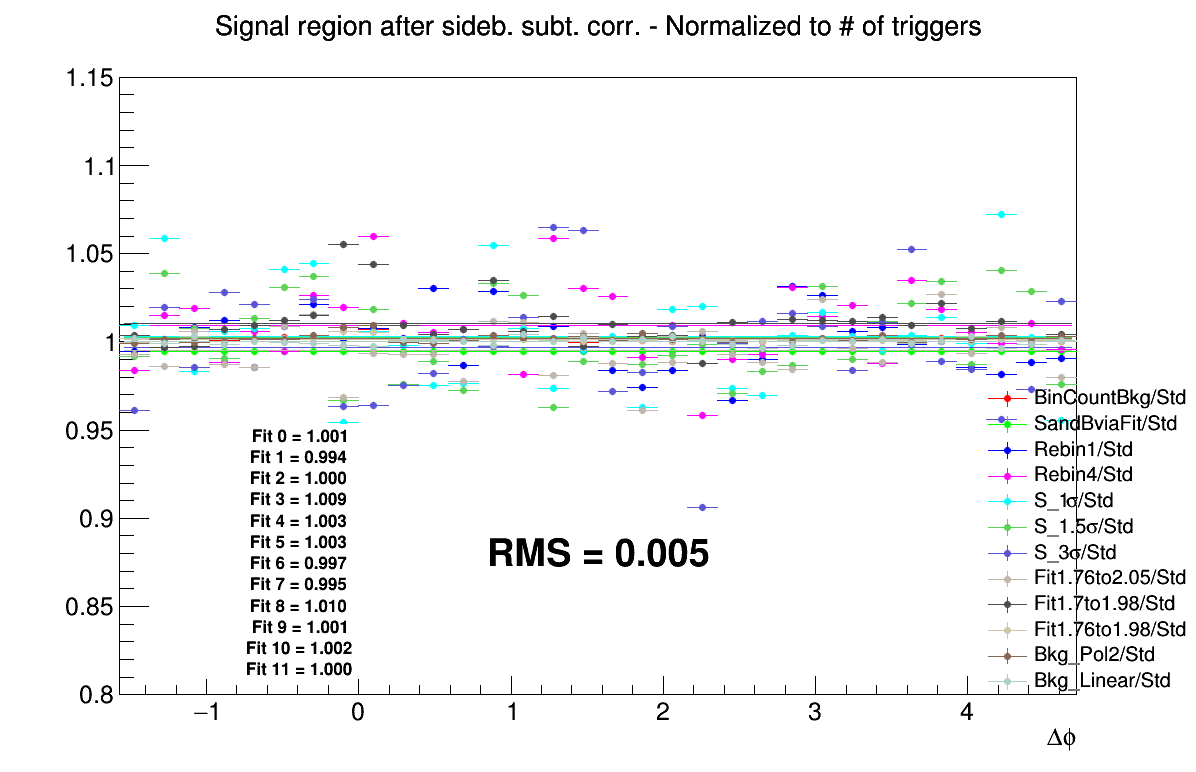 Signal region after sideb. subt. corr. - Normalized to # of triggers
1.15
1.1
1.05
1
0.95
0.9
0.85
0.8
Fit 0 = 1.001
Fit 1 = 0.994
Fit 2 = 1.000
Fit 3 = 1.009
Fit 4 = 1.003
Fit 5 = 1.003
Fit 6 = 0.997
Fit 7 = 0.995
Fit 8 = 1.010
Fit 9 = 1.001
Fit 10 = 1.002
Fit 11 = 1.000
RMS = 0.005
BinCountBkg/Std
SandBviaFit/Std
Rebin1/Std
Rebin4/Std
S_1σ/Std
S_1.5σ/Std
S_3σ/Std
Fit1.76to2.05/Std
Fit1.7to1.98/Std
Fit1.76to1.98/Std
Bkg_Pol2/Std
Bkg_Linear/Std
−1 0 1 2 3 4
Δϕ